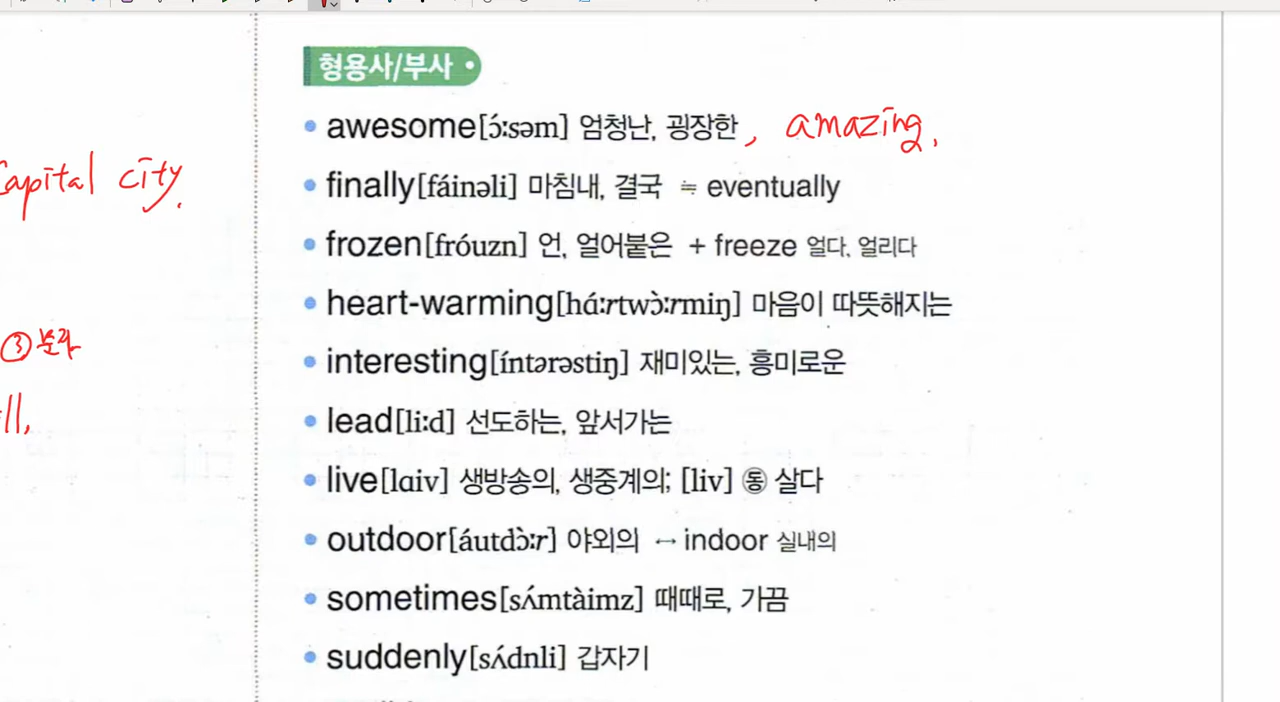 형용사/부사
awesome[ɔ́ːsəm] 엄청난, 굉장한, amazing.
Capital city.
finally[fáinəli] 마침내, 결국 ≒ eventually
frozen[fróuzn] 언, 얼어붙은 + freeze 얼다, 얼리다
heart-warming[hɑ́ːrtwɔ̀ːrmiŋ] 마음이 따뜻해지는
③
interesting[íntərəstiŋ] 재미있는, 흥미로운
lead[liːd] 선도하는, 앞서가는
live[lɑiv] 생방송의, 생중계의; [liv] 동 살다
outdoor[áutdɔ̀ːr] 야외의 ↔ indoor 실내의
sometimes[sʌ́mtàimz] 때때로, 가끔
suddenly[sʌ́dnli] 갑자기